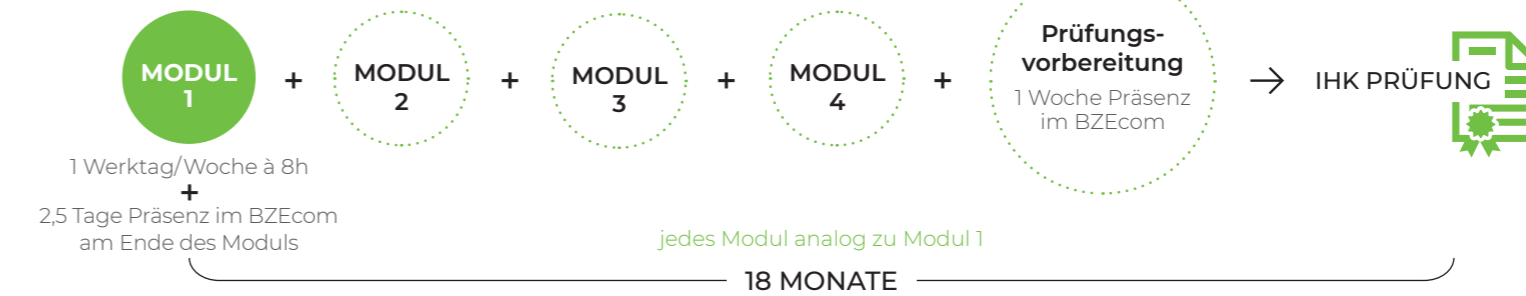 MODUL
1
+
MODUL
2
+
MODUL
3
+
MODUL
4
+
Prüfungs-
vorbereitung
1 Woche Präsenz
im BZEcom
→
IHK PRÜFUNG
1 Werktag/Woche à 8h
+
2,5 Tage Präsenz im BZEcom
am Ende des Moduls
jedes Modul analog zu Modul 1
18 MONATE